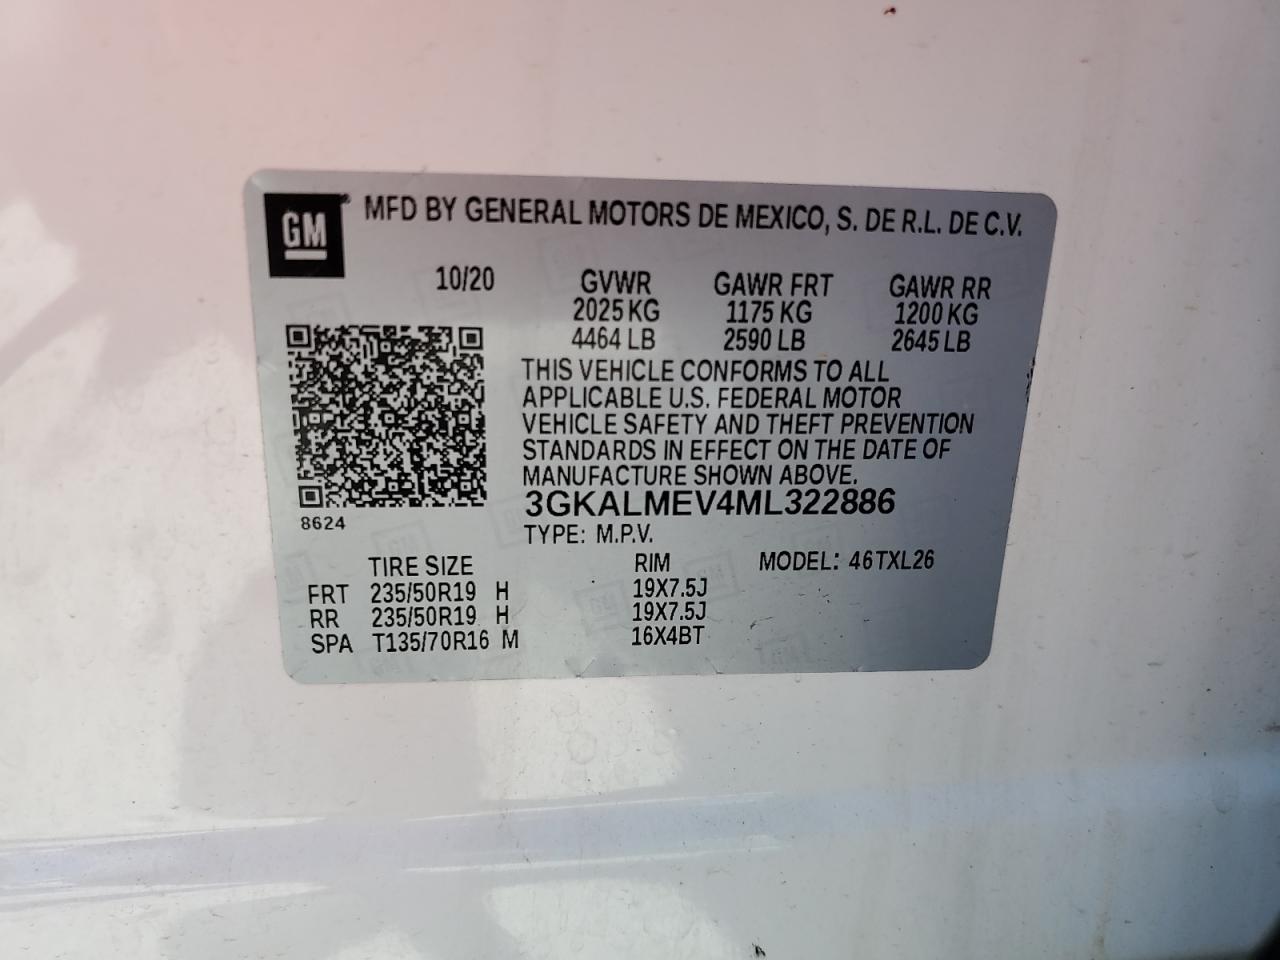 GM® MFD BY GENERAL MOTORS DE MEXICO, S. DE R.L. DE C.V.
10/20 GVWR GAWR FRT GAWR RR
2025 KG 1175 KG 1200 KG
4464 LB 2590 LB 2645 LB
THIS VEHICLE CONFORMS TO ALL
APPLICABLE U.S. FEDERAL MOTOR
VEHICLE SAFETY AND THEFT PREVENTION
STANDARDS IN EFFECT ON THE DATE OF
MANUFACTURE SHOWN ABOVE.
3GKALMEV4ML322886
8624
TYPE: M.P.V.
TIRE SIZE RIM MODEL: 46TXL26
FRT 235/50R19 H 19X7.5J
RR 235/50R19 H 19X7.5J
SPA T135/70R16 M 16X4BT